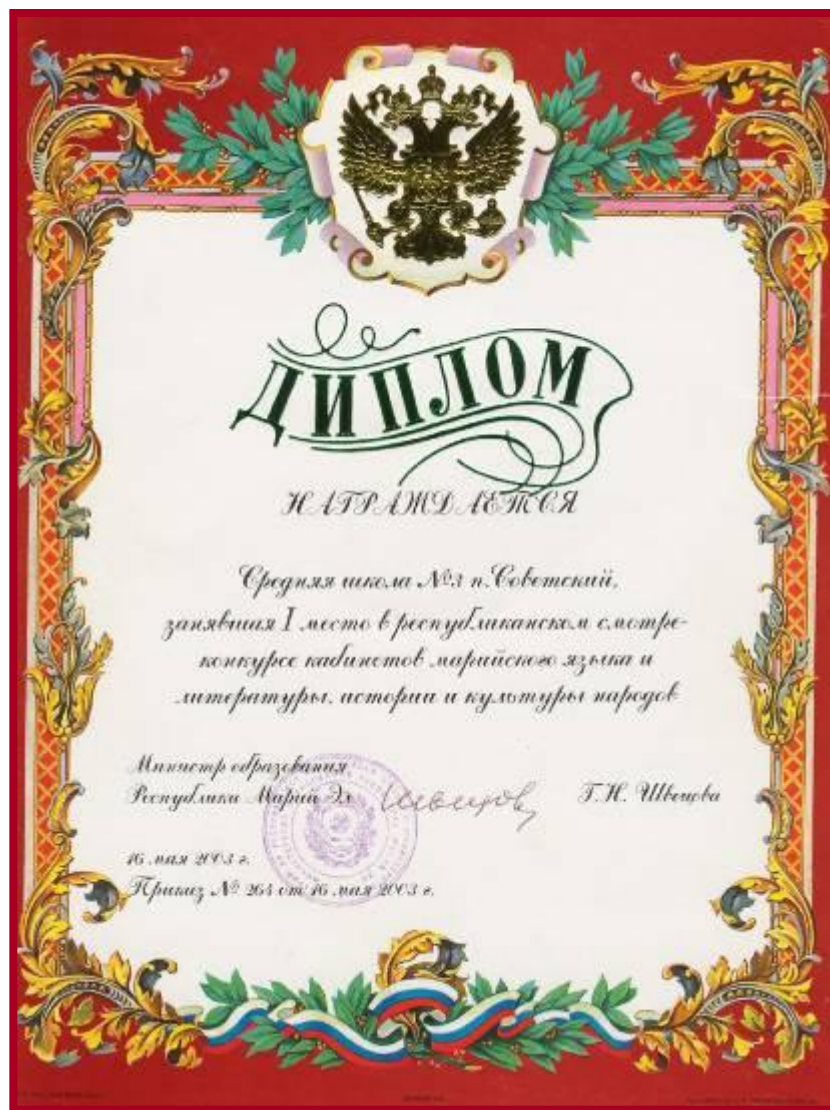 ДИПЛОМ
НАГРАЖДАЕТСЯ
Средняя школа №3 п. Советский,
занявшая I место в республиканском смотре-
конкурсе кабинетов марийского языка и
литературы, истории и культуры народов
Министр образования
Республики Марий Эл
Г.Н. Швецова
16 мая 2003 г.
Приказ № 264 от 16 мая 2003 г.